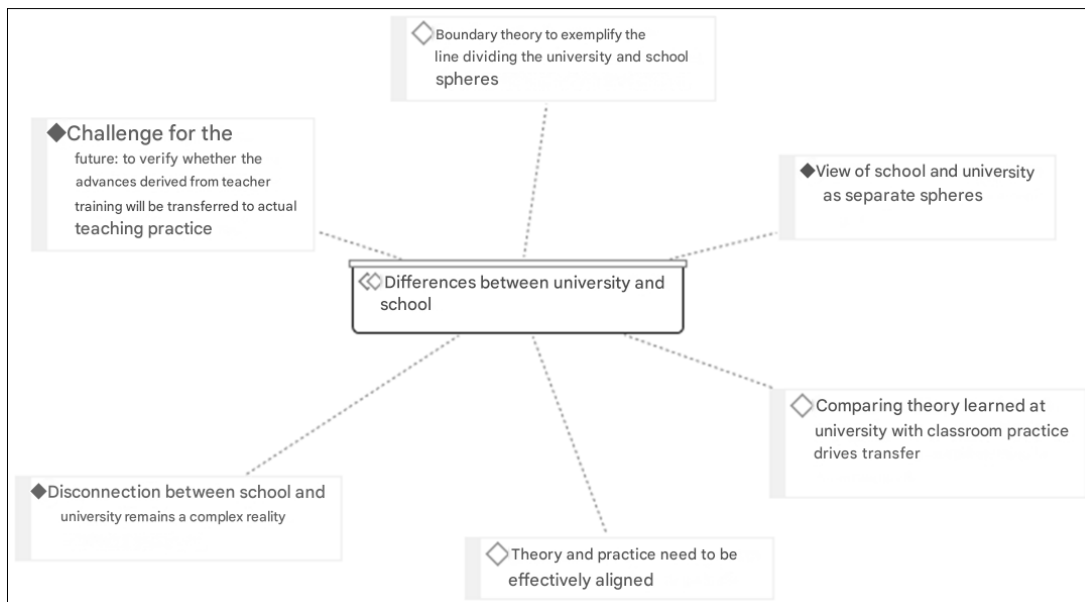 Boundary theory to exemplify the
line dividing the university and school
spheres
Challenge for the
future: to verify whether the
advances derived from teacher
training will be transferred to actual
teaching practice
View of school and university
as separate spheres
Differences between university and
school
Comparing theory learned at
university with classroom practice
drives transfer
Disconnection between school and
university remains a complex reality
Theory and practice need to be
effectively aligned